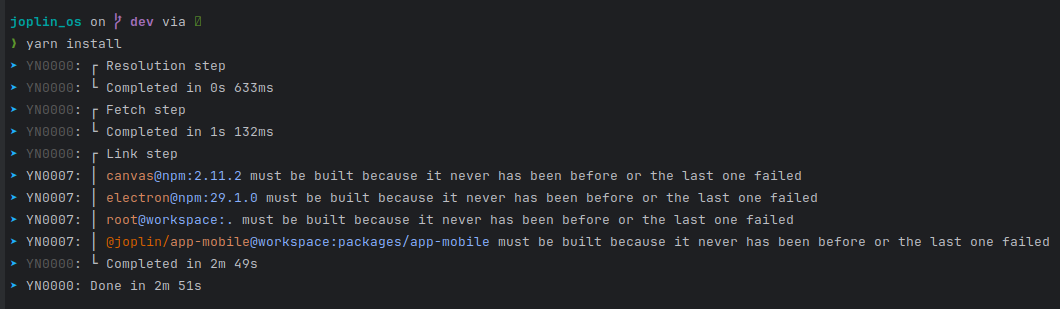 joplin_os on dev via
❯ yarn install
➤ YN0000: ┌ Resolution step
➤ YN0000: └ Completed in 0s 633ms
➤ YN0000: ┌ Fetch step
➤ YN0000: └ Completed in 1s 132ms
➤ YN0000: ┌ Link step
➤ YN0007: │ canvas@npm:2.11.2 must be built because it never has been before or the last one failed
➤ YN0007: │ electron@npm:29.1.0 must be built because it never has been before or the last one failed
➤ YN0007: │ root@workspace:. must be built because it never has been before or the last one failed
➤ YN0007: │ @joplin/app-mobile@workspace:packages/app-mobile must be built because it never has been before or the last one failed
➤ YN0000: └ Completed in 2m 49s
➤ YN0000: Done in 2m 51s